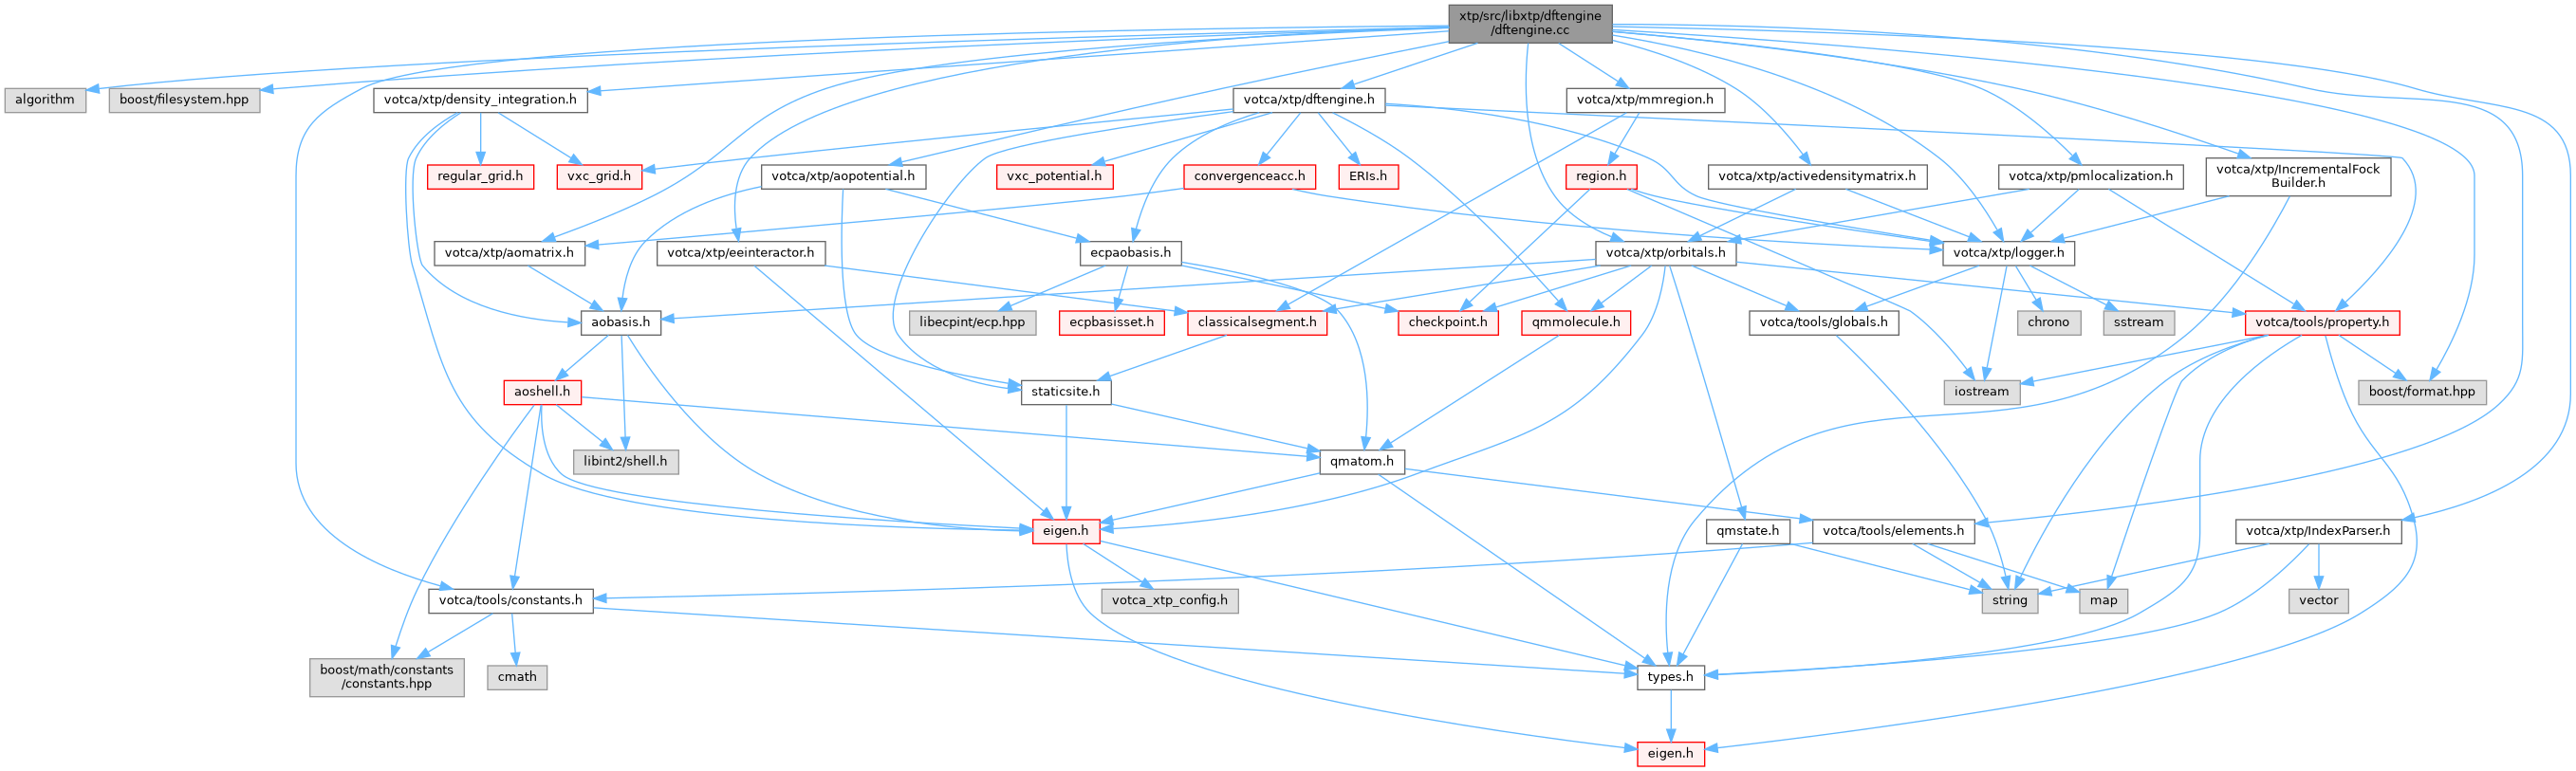 xtp/src/libxtp/dftengine
/dftengine.cc
algorithm
boost/filesystem.hpp
votca/xtp/density_integration.h
votca/xtp/dftengine.h
votca/xtp/mmregion.h
regular_grid.h
vxc_grid.h
votca/xtp/aopotential.h
vxc_potential.h
convergenceacc.h
ERIs.h
region.h
votca/xtp/activedensitymatrix.h
votca/xtp/pmlocalization.h
votca/xtp/IncrementalFock
Builder.h
votca/xtp/aomatrix.h
votca/xtp/eeinteractor.h
ecpaobasis.h
votca/xtp/orbitals.h
votca/xtp/logger.h
aobasis.h
libecpint/ecp.hpp
ecpbasisset.h
classicalsegment.h
checkpoint.h
qmmolecule.h
votca/tools/globals.h
chrono
sstream
votca/tools/property.h
aoshell.h
staticsite.h
iostream
boost/format.hpp
libint2/shell.h
qmatom.h
eigen.h
qmstate.h
votca/tools/elements.h
votca/xtp/IndexParser.h
votca/tools/constants.h
votca_xtp_config.h
string
map
vector
boost/math/constants
/constants.hpp
cmath
types.h
eigen.h